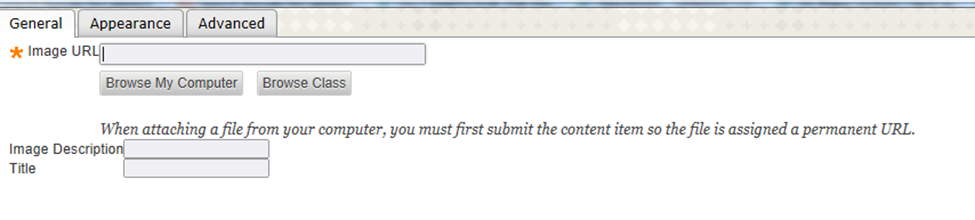 General Appearance Advanced
* Image URL
Browse My Computer Browse Class
When attaching a file from your computer, you must first submit the content item so the file is assigned a permanent URL.
Image Description
Title